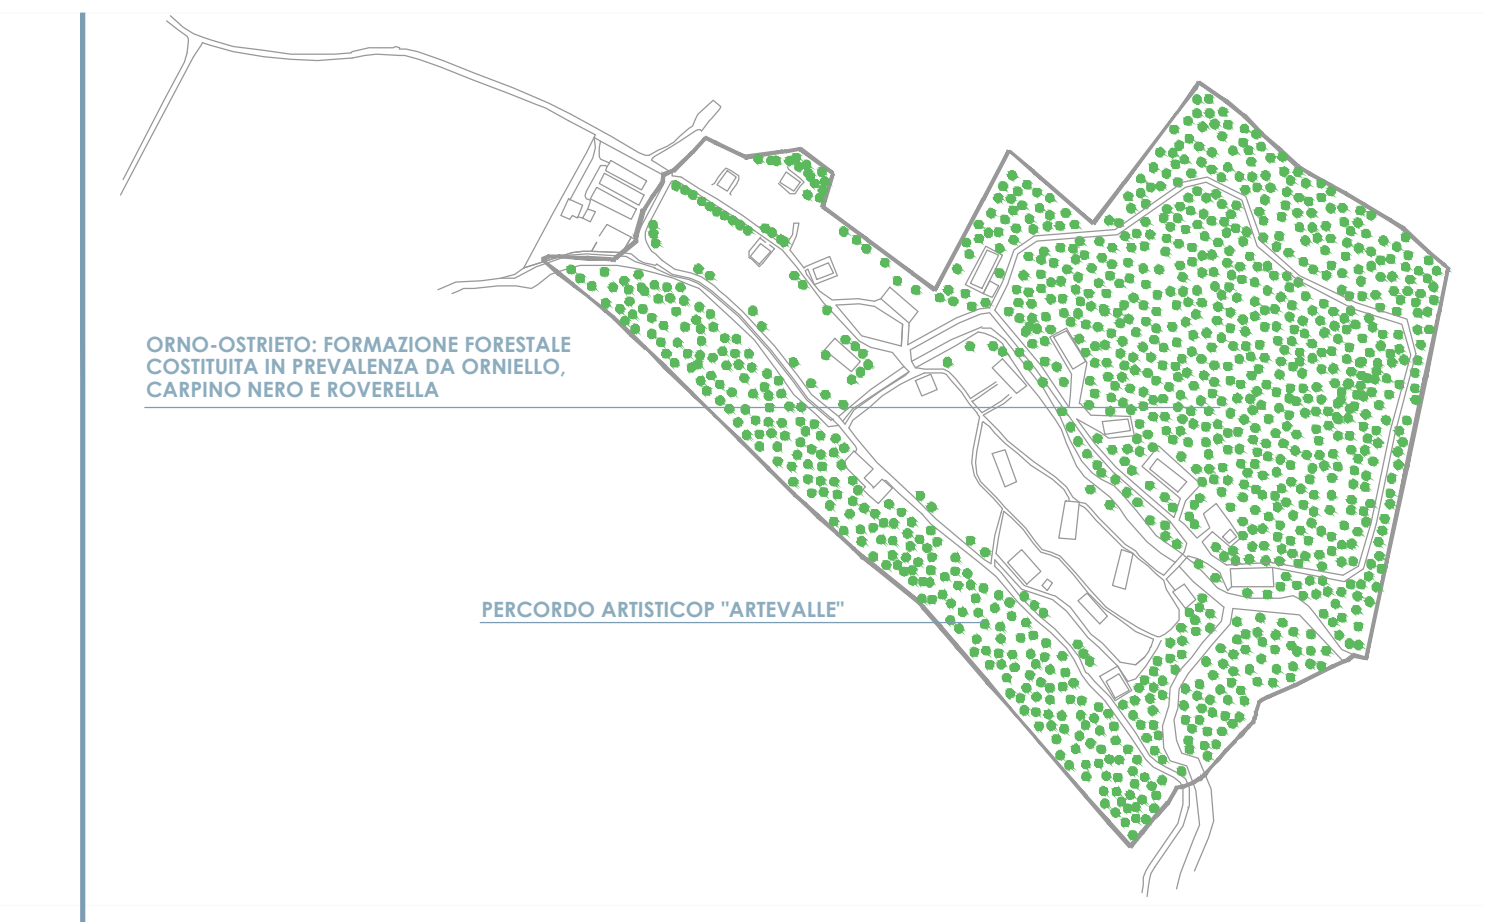 ORNO-OSTRIETO: FORMAZIONE FORESTALE
COSTITUITA IN PREVALENZA DA ORNIELLO,
CARPINO NERO E ROVERELLA
PERCORDO ARTISTICOP "ARTEVALLE"